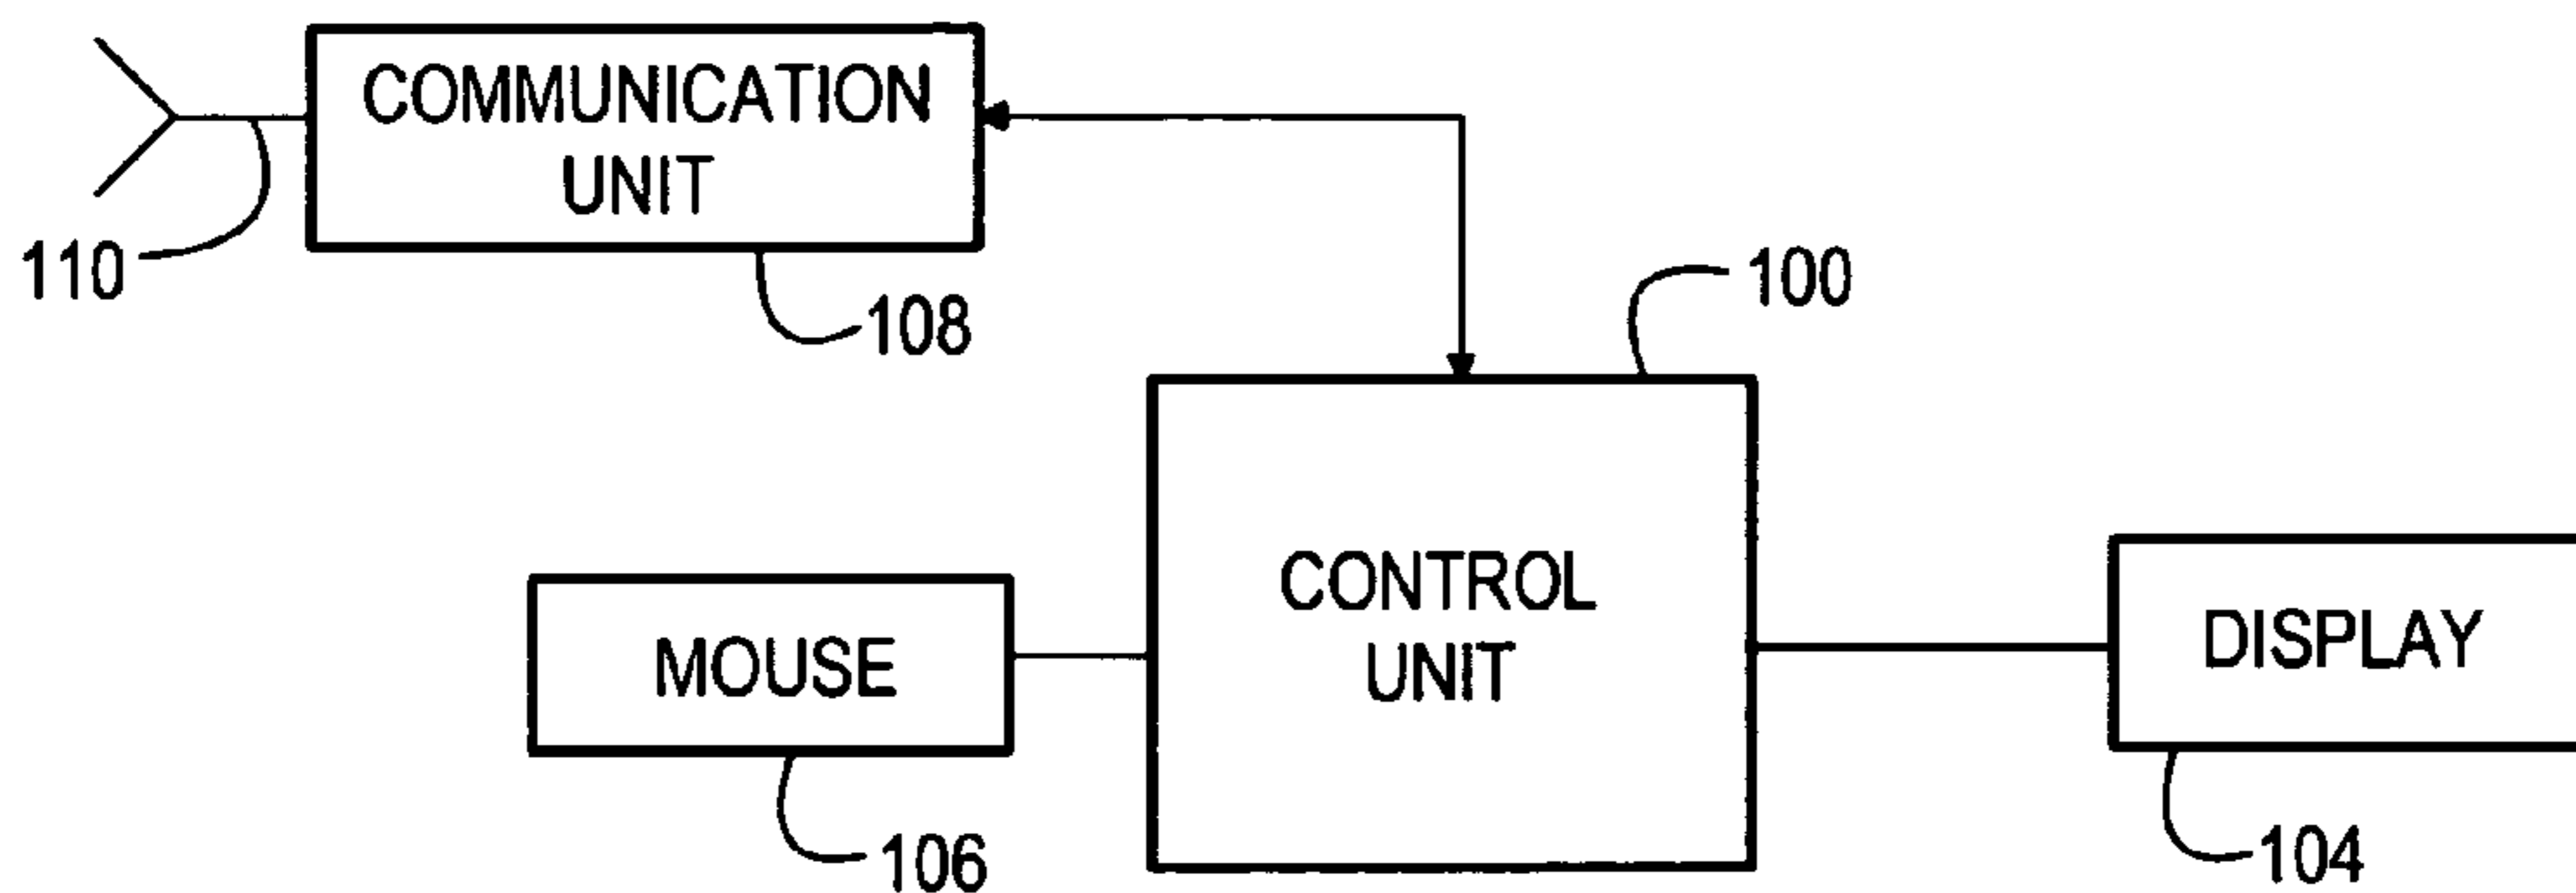 COMMUNICATION
UNIT
110
108
100
CONTROL
UNIT
MOUSE
DISPLAY
106
104